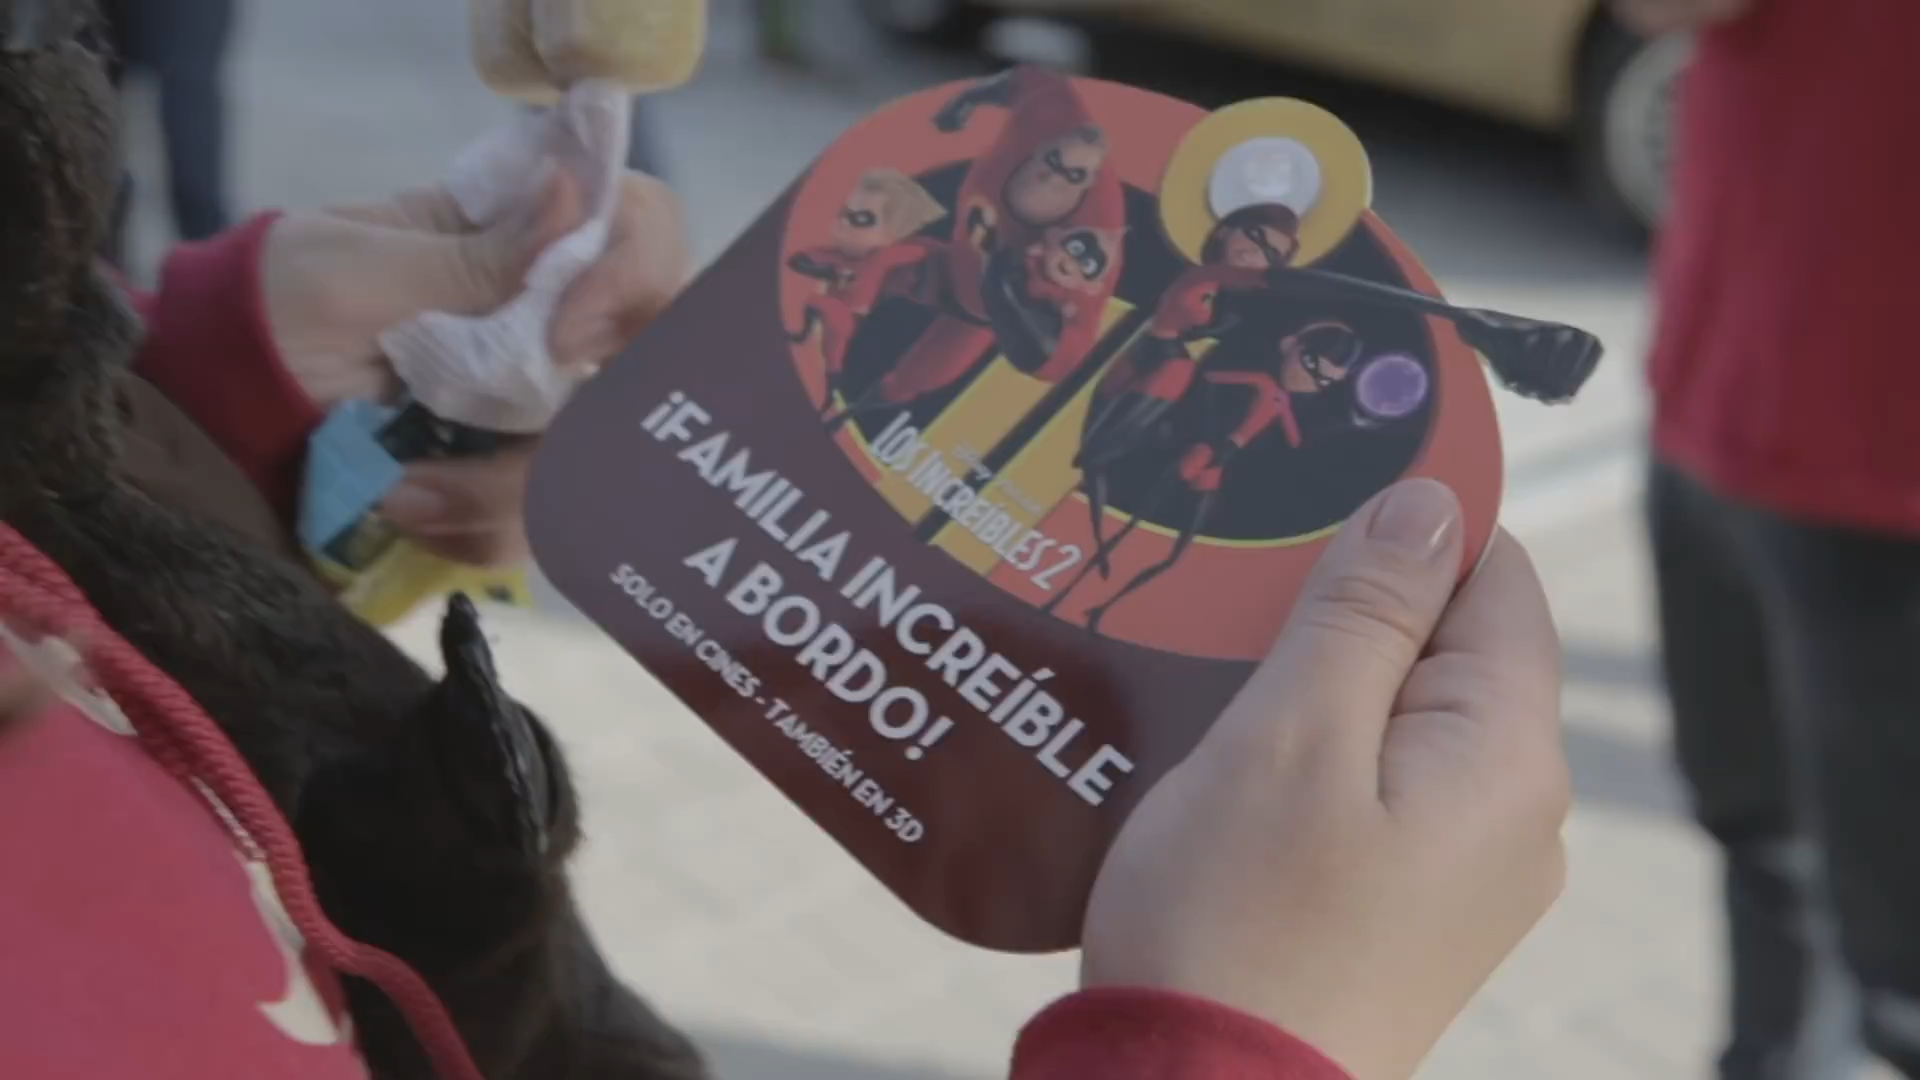 LOS INCREÍBLES 2
¡FAMILIA INCREÍBLE
A BORDO!
SOLO EN CINES - TAMBIÉN EN 3D